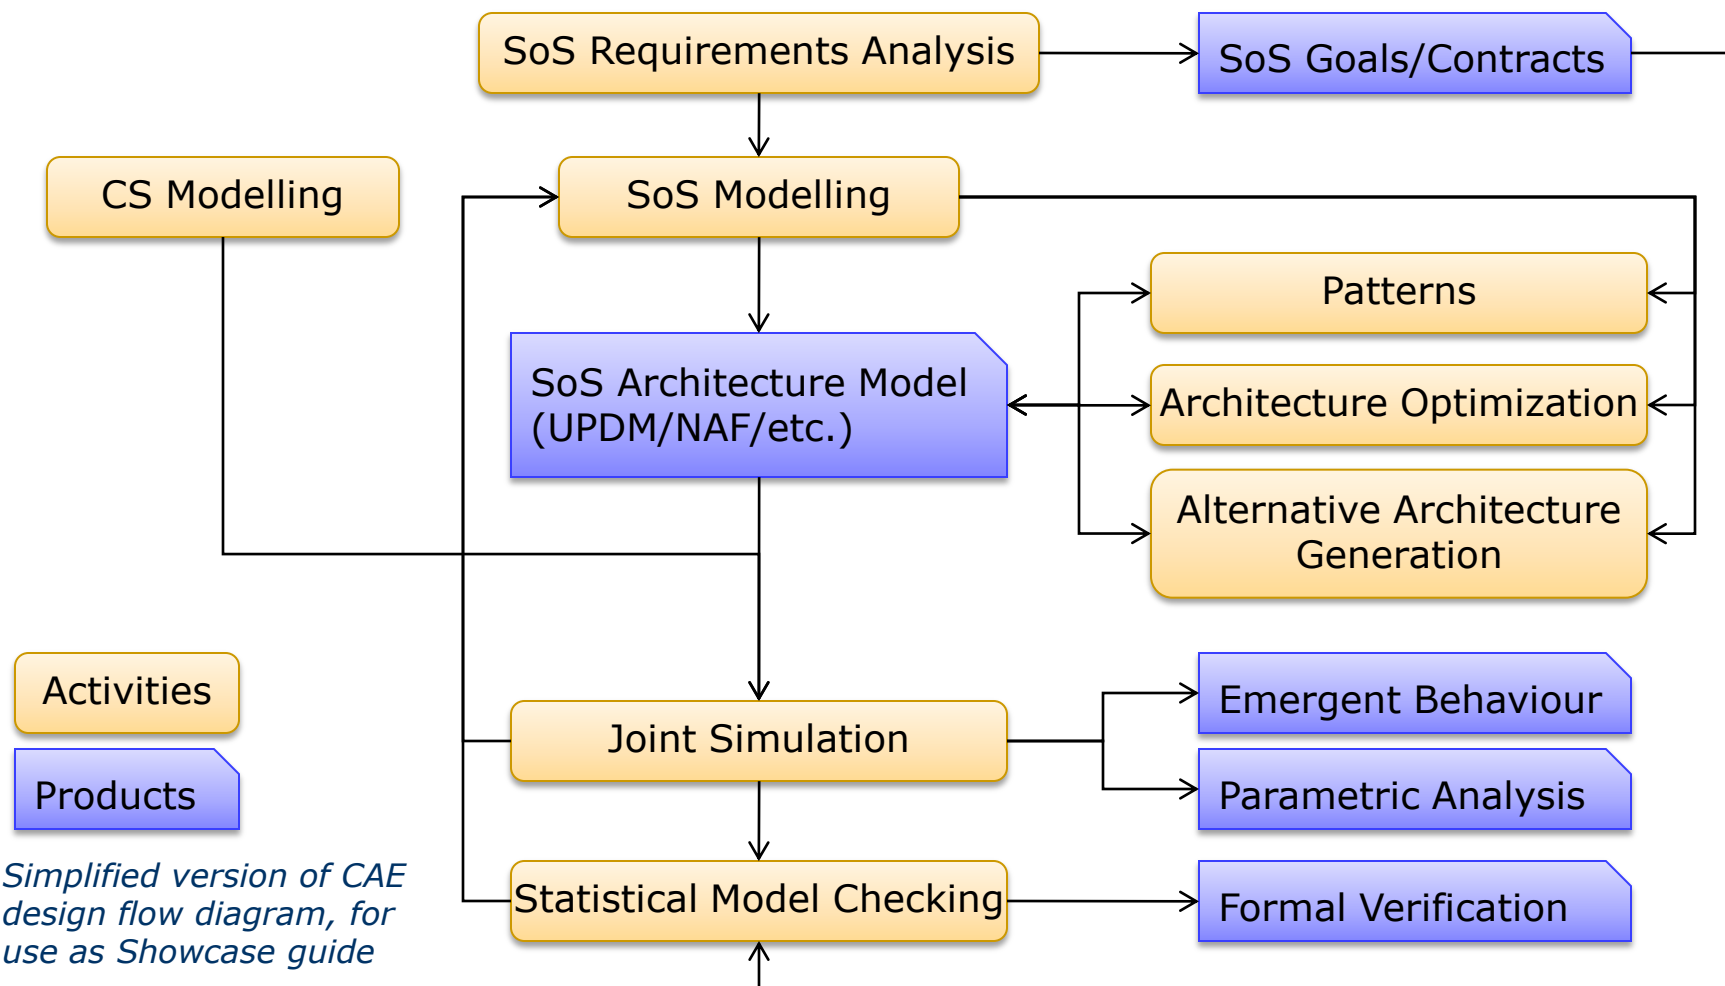 SoS Requirements Analysis
SoS Goals/Contracts
CS Modelling
SoS Modelling
Patterns
SoS Architecture Model
(UPDM/NAF/etc.)
Architecture Optimization
Alternative Architecture
Generation
Activities
Products
Joint Simulation
Emergent Behaviour
Parametric Analysis
Statistical Model Checking
Formal Verification
Simplified version of CAE
design flow diagram, for
use as Showcase guide